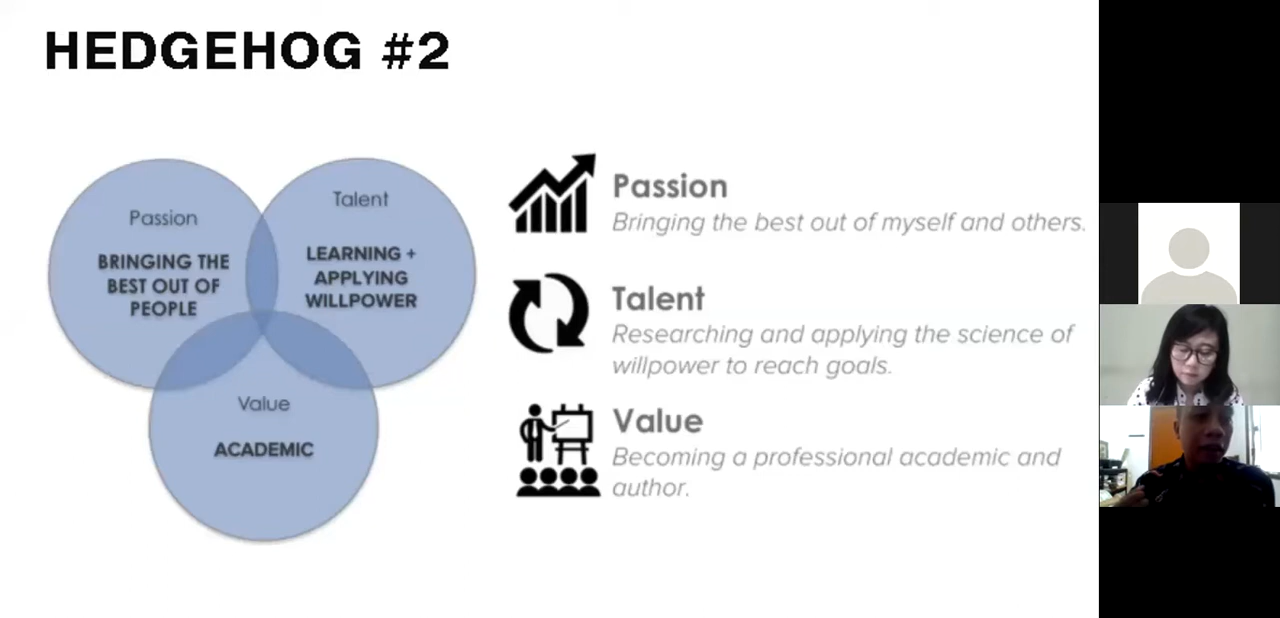 HEDGEHOG #2
Passion
BRINGING THE
BEST OUT OF
PEOPLE
Talent
LEARNING +
APPLYING
WILLPOWER
Value
ACADEMIC
Passion
Bringing the best out of myself and others.
Talent
Researching and applying the science of
willpower to reach goals.
Value
Becoming a professional academic and
author.